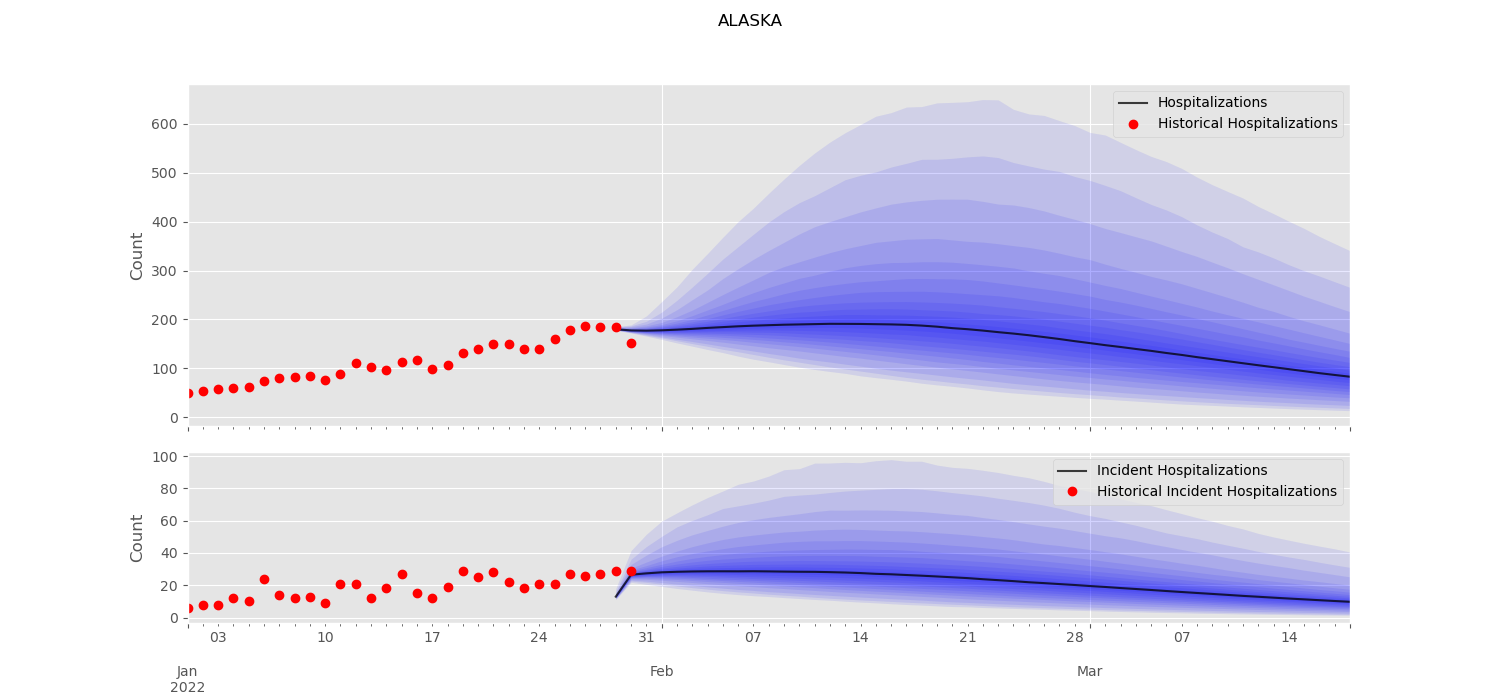 ALASKA
Hospitalizations
Historical Hospitalizations
Count
600
500
400
300
200
100
0
Incident Hospitalizations
Historical Incident Hospitalizations
Count
100
80
60
40
20
0
03 10 17 24 31 07 14 21 28 07 14
Jan Feb Mar
2022